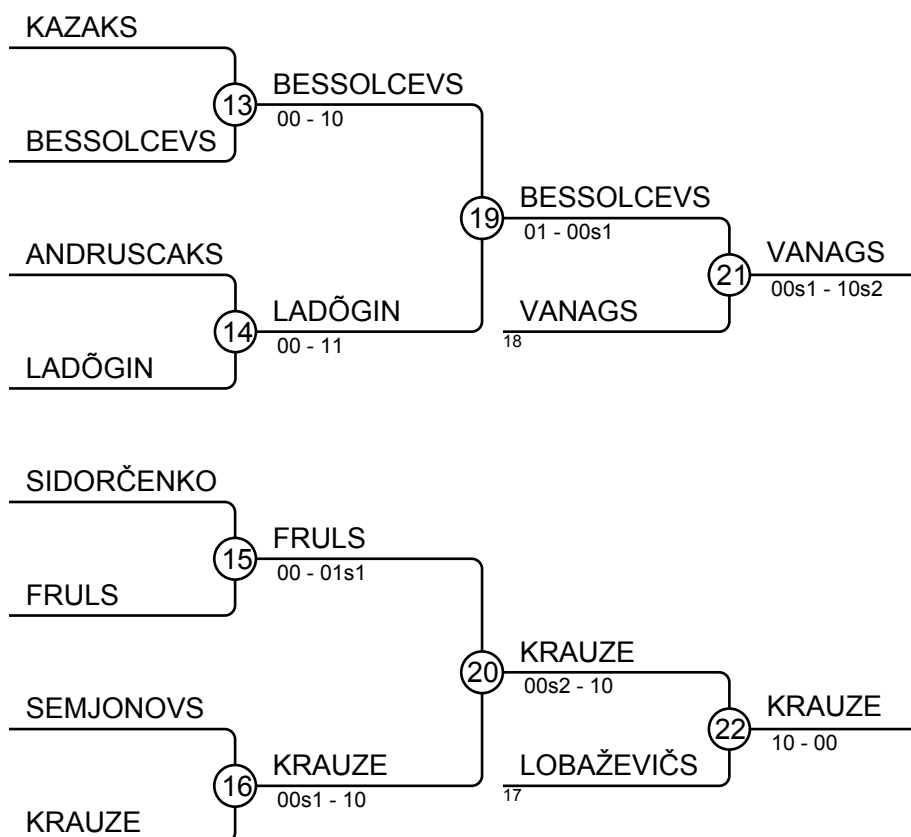 KAZAKS
13
BESSOLCEVS
00 - 10
BESSOLCEVS
19
BESSOLCEVS
01 - 00s1
ANDRUSCAKS
21
VANAGS
00s1 - 10s2
14
LADÕGIN
00 - 11
VANAGS
18
LADÕGIN
SIDORČENKO
15
FRULS
00 - 01s1
FRULS
20
KRAUZE
00s2 - 10
SEMJONOVS
22
KRAUZE
10 - 00
16
KRAUZE
00s1 - 10
LOBAŽEVIČS
17
KRAUZE